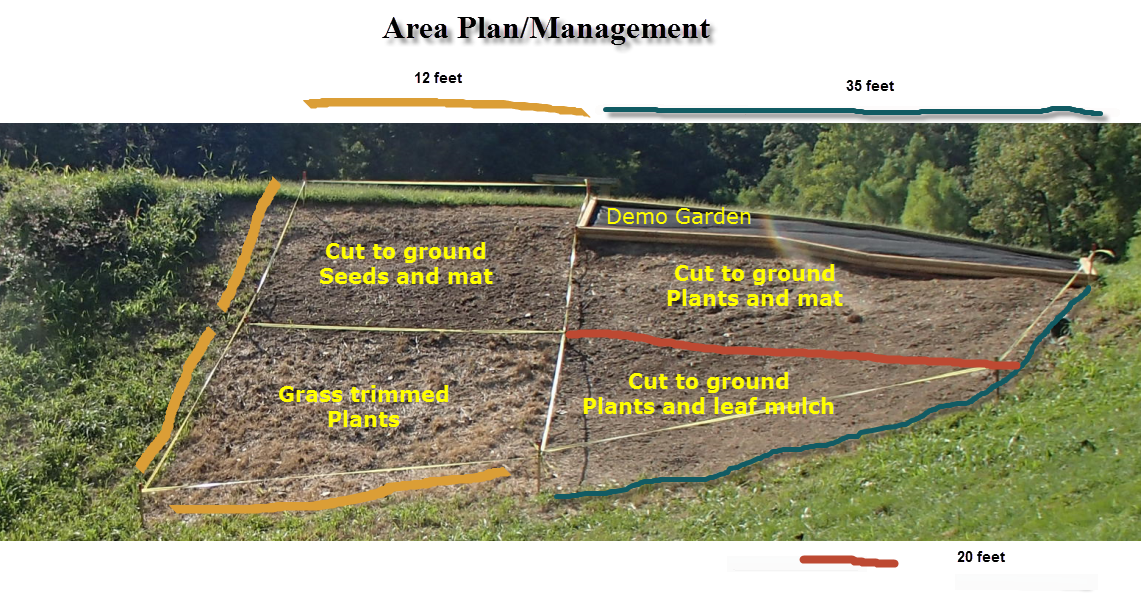 Area Plan/Management
12 feet
35 feet
Demo Garden
Cut to ground
Seeds and mat
Cut to ground
Plants and mat
Grass trimmed
Plants
Cut to ground
Plants and leaf mulch
20 feet